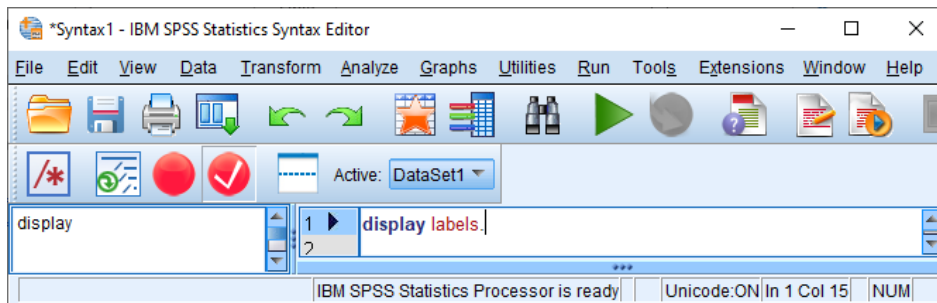 *Syntax1 - IBM SPSS Statistics Syntax Editor
File Edit View Data Transform Analyze Graphs Utilities Run Tools Extensions Window Help
/* Active: DataSet1
display 1 display labels.
2
IBM SPSS Statistics Processor is ready Unicode:ON In 1 Col 15 NUM